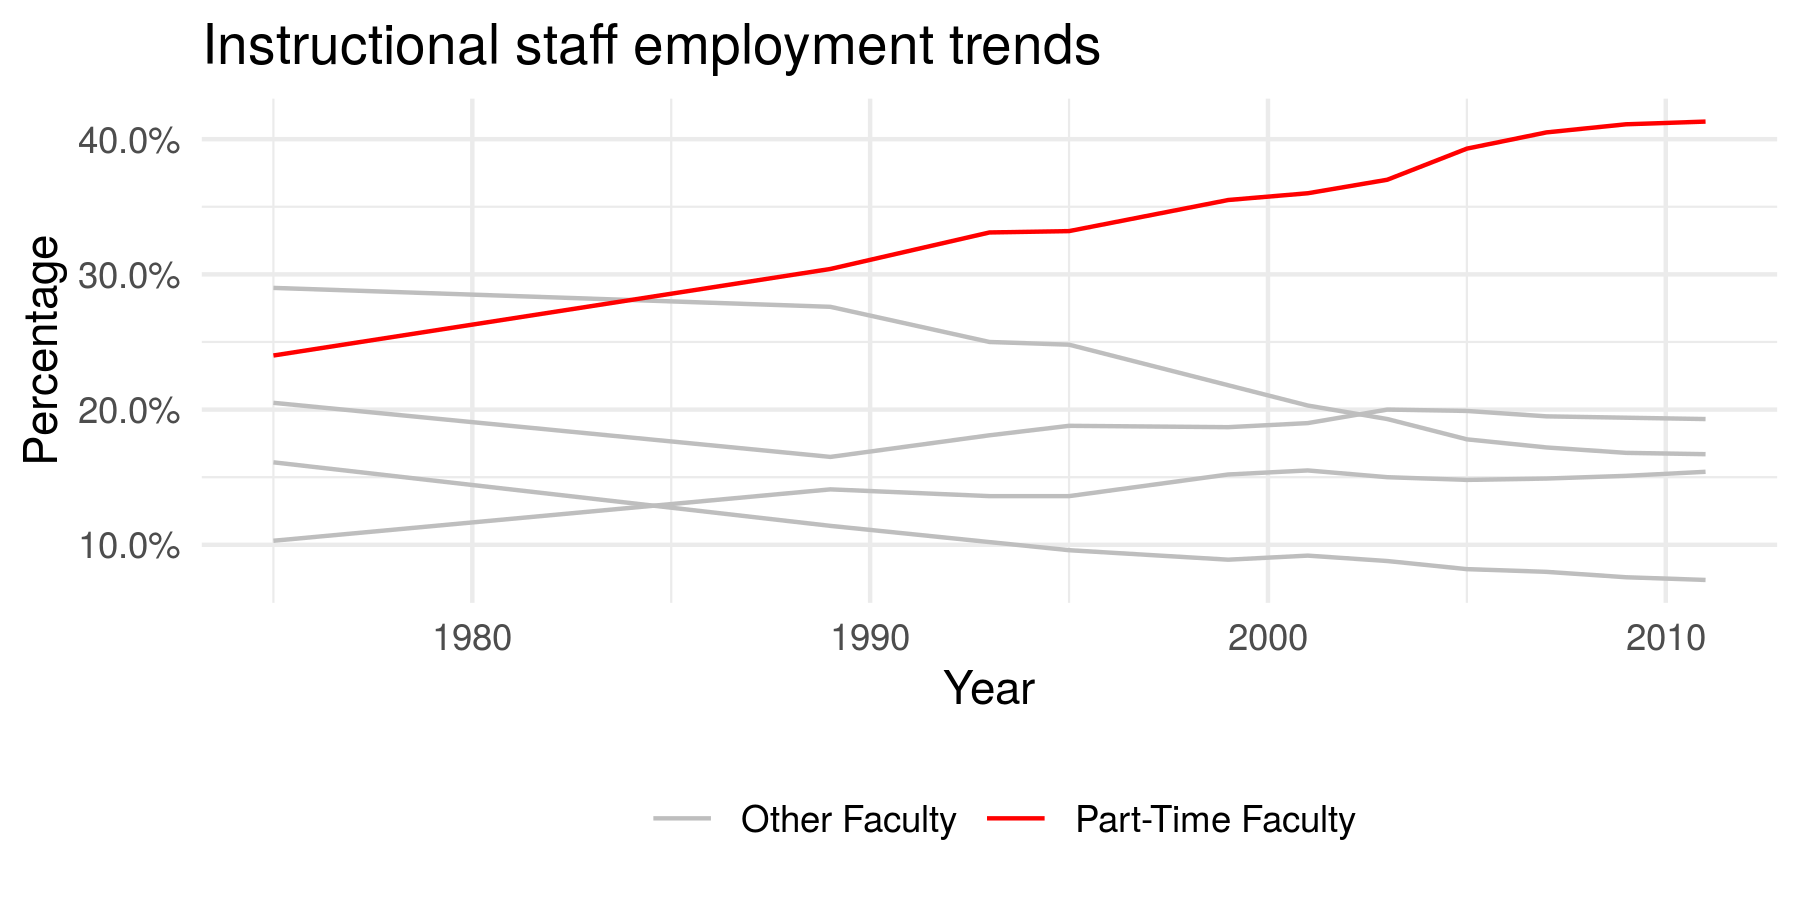 Instructional staff employment trends
40.0%
30.0%
20.0%
10.0%
Percentage
1980 1990 2000 2010
Year
Other Faculty Part-Time Faculty